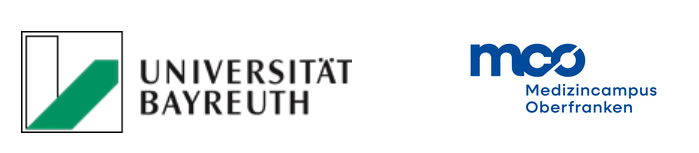 UNIVERSITÄT
BAYREUTH
mco
Medizincampus
Oberfranken